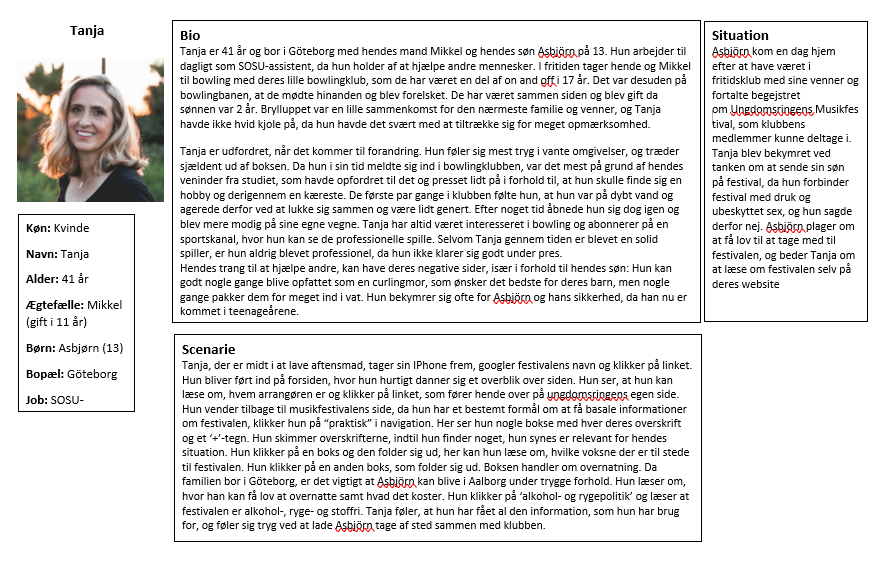 Tanja
Køn: Kvinde
Navn: Tanja
Alder: 41 år
Ægtefælle: Mikkel
(gift i 11 år)
Børn: Asbjørn (13)
Bopæl: Göteborg
Job: SOSU-
Bio
Tanja er 41 år og bor i Göteborg med hendes mand Mikkel og hendes søn Asbjörn på 13. Hun arbejder til
dagligt som SOSU-assistent, da hun holder af at hjælpe andre mennesker. I fritiden tager hende og Mikkel
til bowling med deres lille bowlingklub, som de har været en del af on and off i 17 år. Det var desuden på
bowlingbanen, at de mødte hinanden og blev forelsket. De har været sammen siden og blev gift da
sønnen var 2 år. Brylluppet var en lille sammenkomst for den nærmeste familie og venner, og Tanja
havde ikke hvid kjole på, da hun havde det svært med at tiltrække sig for meget opmærksomhed.
Tanja er udfordret, når det kommer til forandring. Hun føler sig mest tryg i vante omgivelser, og træder
sjældent ud af boksen. Da hun i sin tid meldte sig ind i bowlingklubben, var det mest på grund af hendes
veninder fra studiet, som havde opfordret til det og presset lidt på i forhold til, at hun skulle finde sig en
hobby og derigennem en kæreste. De første par gange i klubben følte hun, at hun var på dybt vand og
agerede derfor ved at lukke sig sammen og være lidt genert. Efter noget tid åbnede hun sig dog igen og
blev mere modig på sine egne vegne. Tanja har altid været interesseret i bowling og abonnerer på en
sportskanal, hvor hun kan se de professionelle spille. Selvom Tanja gennem tiden er blevet en solid
spiller, er hun aldrig blevet professionel, da hun ikke klarer sig godt under pres.
Hendes trang til at hjælpe andre, kan have deres negative sider, især i forhold til hendes søn: Hun kan
godt nogle gange blive opfattet som en curlingmor, som ønsker det bedste for deres barn, men nogle
gange pakker dem for meget ind i vat. Hun bekymrer sig ofte for Asbjörn og hans sikkerhed, da han nu er
kommet i teenageårene.
Situation
Asbjörn kom en dag hjem
efter at have været i
fritidsklub med sine venner og
fortalte begejstret
om Ungdomsringens Musikfes
tival, som klubbens
medlemmer kunne deltage i.
Tanja blev bekymret ved
tanken om at sende sin søn
på festival, da hun forbinder
festival med druk og
ubeskyttet sex, og hun sagde
derfor nej. Asbjörn plager om
at få lov til at tage med til
festivalen, og beder Tanja om
at læse om festivalen selv på
deres website
Scenarie
Tanja, der er midt i at lave aftensmad, tager sin IPhone frem, googler festivalens navn og klikker på linket.
Hun bliver ført ind på forsiden, hvor hun hurtigt danner sig et overblik over siden. Hun ser, at hun kan
læse om, hvem arrangøren er og klikker på linket, som fører hende over på ungdomsringens egen side.
Hun vender tilbage til musikfestivalens side, da hun har et bestemt formål om at få basale informationer
om festivalen, klikker hun på “praktisk” i navigation. Her ser hun nogle bokse med hver deres overskrift
og et ‘+’-tegn. Hun skimmer overskrifterne, indtil hun finder noget, hun synes er relevant for hendes
situation. Hun klikker på en boks og den folder sig ud, her kan hun læse om, hvilke voksne der er til stede
til festivalen. Hun klikker på en anden boks, som folder sig ud. Boksen handler om overnatning. Da
familien bor i Göteborg, er det vigtigt at Asbjörn kan blive i Aalborg under trygge forhold. Hun læser om,
hvor han kan få lov at overnatte samt hvad det koster. Hun klikker på ‘alkohol- og rygepolitik’ og læser at
festivalen er alkohol-, ryge- og stoffri. Tanja føler, at hun har fået al den information, som hun har brug
for, og føler sig tryg ved at lade Asbjörn tage af sted sammen med klubben.